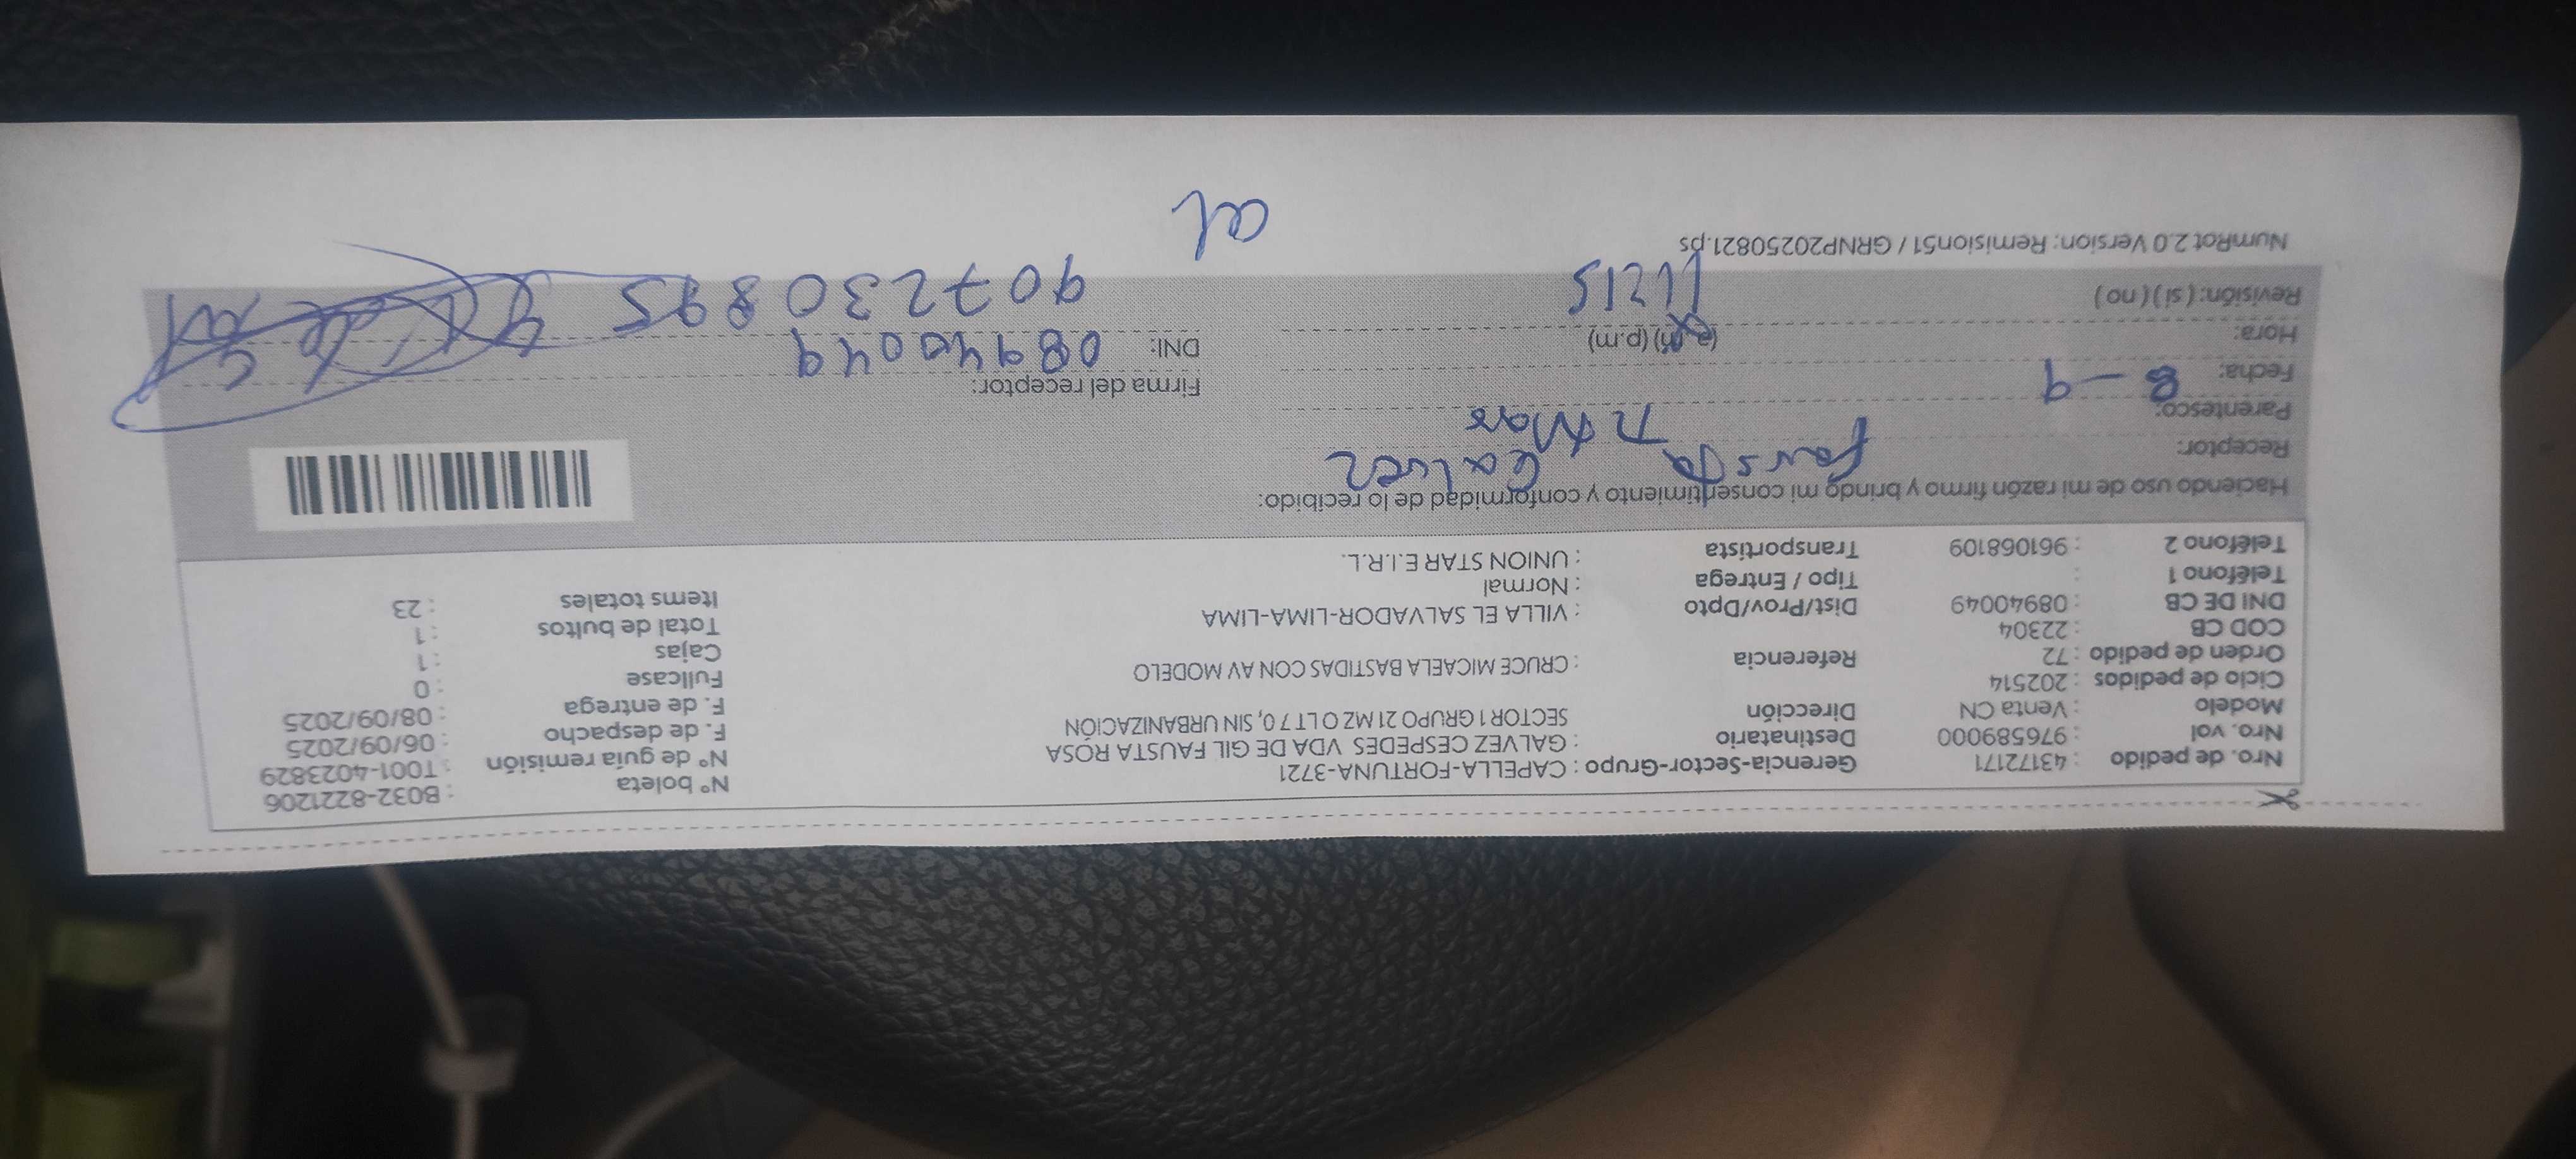 Nro. de pedido : 43172171 Gerencia-Sector-Grupo : CAPELLA-FORTUNA-3721 N° boleta : B032-8221206
Nro. vol : 976589000 Destinatario : GALVEZ CESPEDES VDA DE GIL FAUSTA ROSA N° de guía remisión : T001-4023829
Modelo : Venta CN Dirección SECTOR 1 GRUPO 21 MZ O LT 7 0, SIN URBANIZACIÓN F. de despacho : 06/09/2025
Ciclo de pedidos : 202514 F. de entrega : 08/09/2025
Orden de pedido : 72 Referencia : CRUCE MICAELA BASTIDAS CON AV MODELO Fullcase : 0
COD CB : 22304 Cajas : 1
DNI DE CB : 08940049 Dist/Prov/Dpto : VILLA EL SALVADOR-LIMA-LIMA Total de bultos : 1
Teléfono 1 : Tipo / Entrega : Normal Items totales : 23
Teléfono 2 : 961068109 Transportista : UNION STAR E.I.R.L.
Haciendo uso de mi razón firmo y brindo mi consentimiento y conformidad de lo recibido:
Receptor: Fausta Galvez
Parentesco:
Fecha: 8-9 Firma del receptor:
Hora: (a.m) (p.m) DNI: 08940049
Revisión: (si) (no) 11215 907230895
NumRot 2.0 Version: Remision51 / GRNP20250821.ps